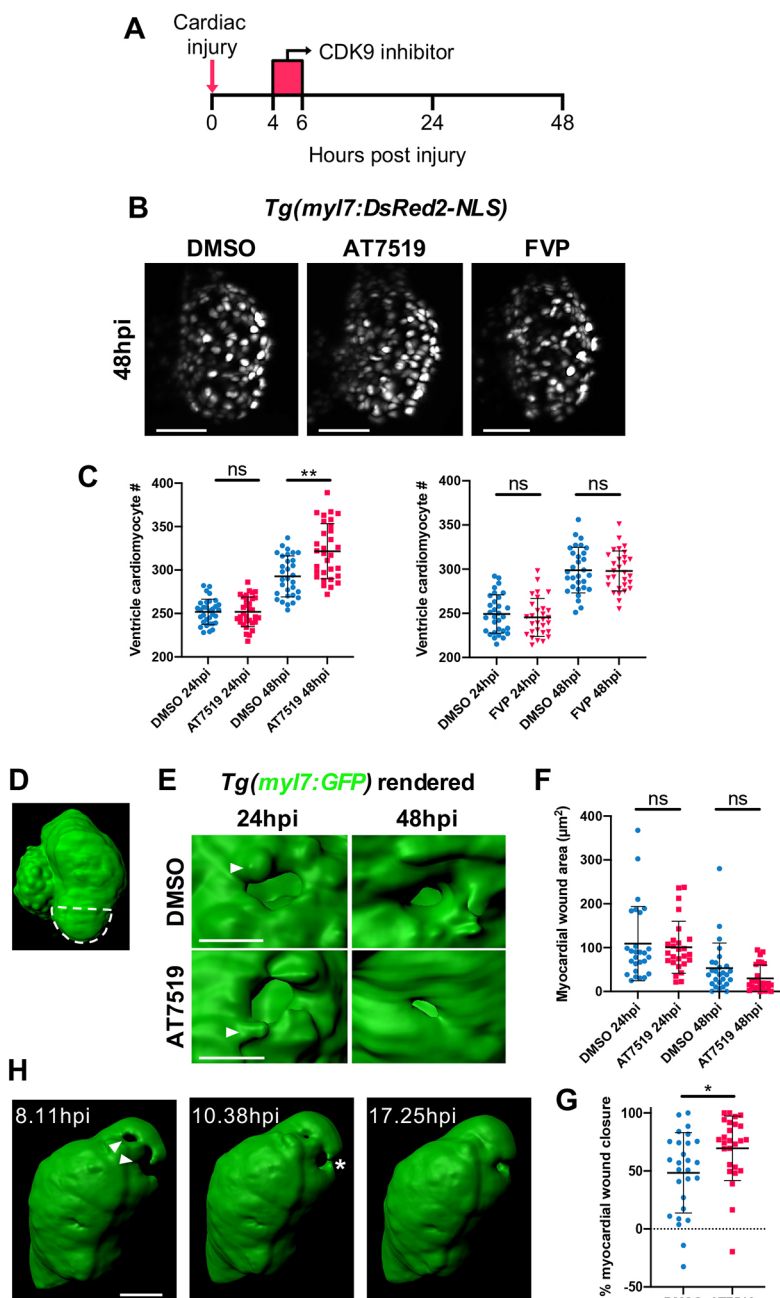 A
Cardiac
injury
CDK9 inhibitor
0 4 6 24 48
Hours post injury
B
Tg(myl7:DsRed2-NLS)
DMSO AT7519 FVP
48hpi
C
Ventricle cardiomyocyte #
400
350
300
250
200
ns
**
DMSO 24hpi
AT7519 24hpi
DMSO 48hpi
AT7519 48hpi
Ventricle cardiomyocyte #
400
350
300
250
200
ns
ns
DMSO 24hpi
FVP 24hpi
DMSO 48hpi
FVP 48hpi
D
E
Tg(myl7:GFP) rendered
24hpi 48hpi
DMSO
AT7519
F
Myocardial wound area (µm2)
400
300
200
100
0
ns
ns
DMSO 24hpi
AT7519 24hpi
DMSO 48hpi
AT7519 48hpi
H
8.11hpi
10.38hpi
*
17.25hpi
G
% myocardial wound closure
100
50
0
-50
*